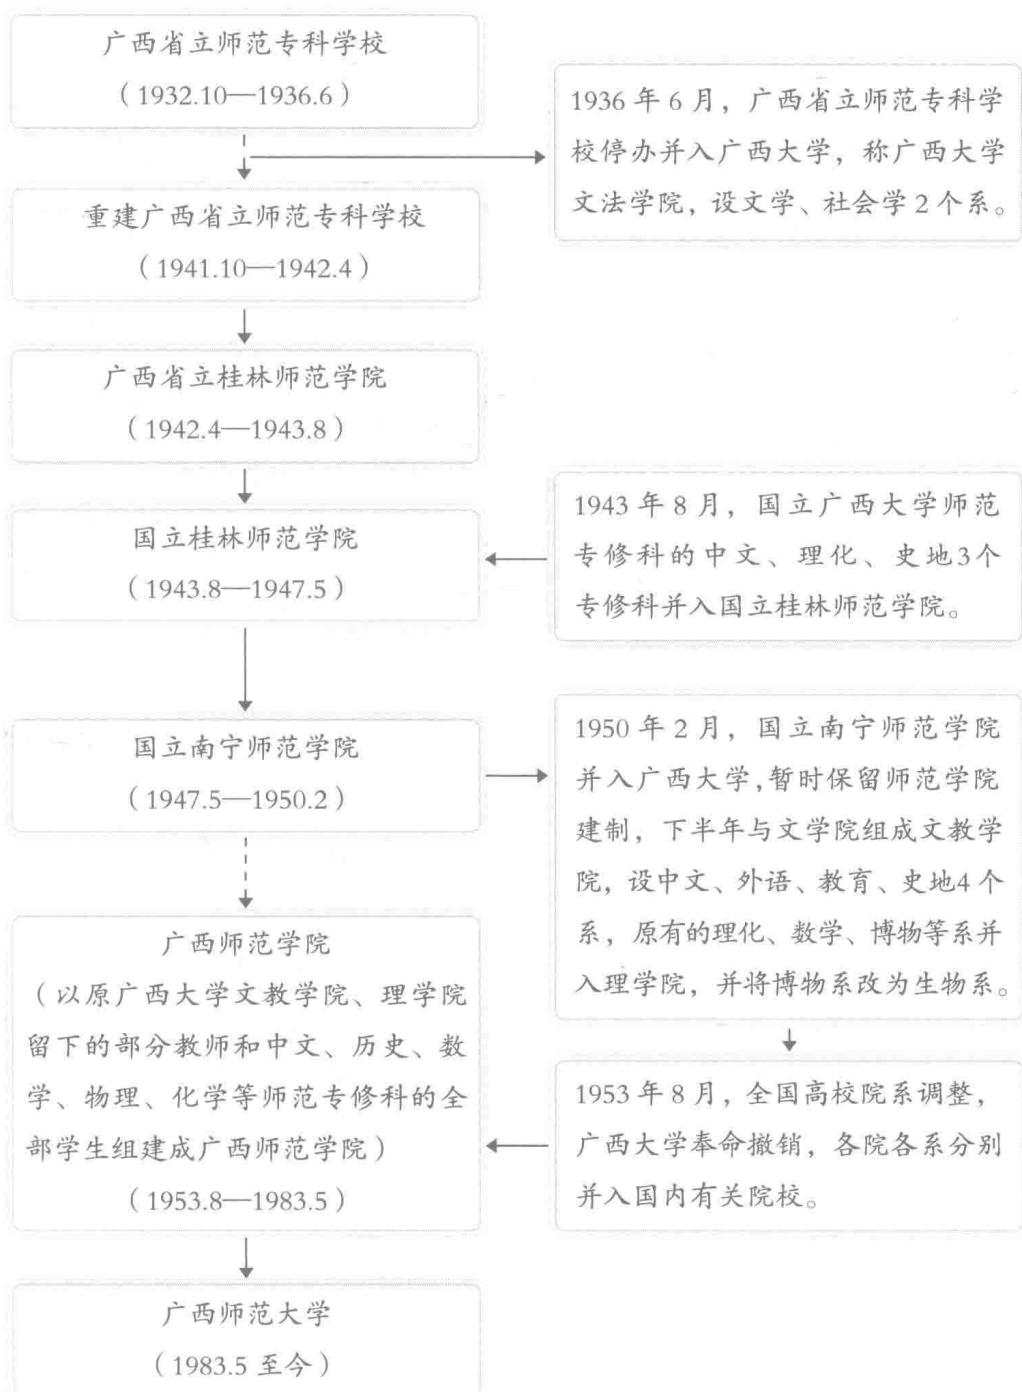 广西省立师范专科学校
（1932.10—1936.6）
1936 年 6 月，广西省立师范专科学
校停办并入广西大学，称广西大学
文法学院，设文学、社会学 2 个系。
重建广西省立师范专科学校
（1941.10—1942.4）
广西省立桂林师范学院
（1942.4—1943.8）
国立桂林师范学院
（1943.8—1947.5）
1943 年 8 月，国立广西大学师范
专修科的中文、理化、史地3个
专修科并入国立桂林师范学院。
国立南宁师范学院
（1947.5—1950.2）
1950 年 2 月，国立南宁师范学院
并入广西大学，暂时保留师范学院
建制，下半年与文学院组成文教学
院，设中文、外语、教育、史地4 个
系，原有的理化、数学、博物等系并
入理学院，并将博物系改为生物系。
广西师范学院
（以原广西大学文教学院、理学院
留下的部分教师和中文、历史、数
学、物理、化学等师范专修科的全
部学生组建成广西师范学院）
（1953.8—1983.5）
1953 年 8 月，全国高校院系调整，
广西大学奉命撤销，各院各系分别
并入国内有关院校。
广西师范大学
（1983.5 至今）